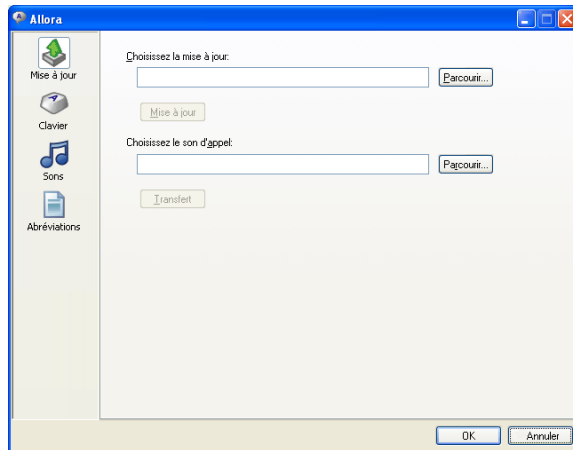 Allora
Mise à jour
Clavier
Sons
Abréviations
Choisissez la mise à jour:
Parcourir...
Mise à jour
Choisissez le son d'appel:
Parcourir...
Transfert
OK
Annuler